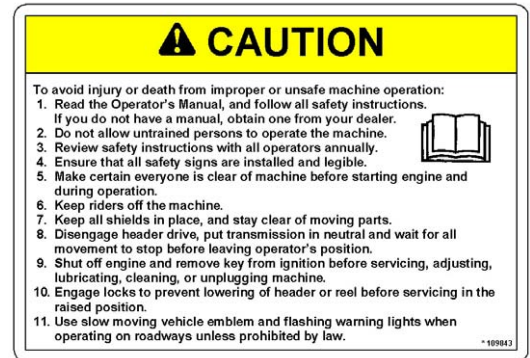 CAUTION
To avoid injury or death from improper or unsafe machine operation:
1. Read the Operator's Manual, and follow all safety instructions.
If you do not have a manual, obtain one from your dealer.
2. Do not allow untrained persons to operate the machine.
3. Review safety instructions with all operators annually.
4. Ensure that all safety signs are installed and legible.
5. Make certain everyone is clear of machine before starting engine and
during operation.
6. Keep riders off the machine.
7. Keep all shields in place, and stay clear of moving parts.
8. Disengage header drive, put transmission in neutral and wait for all
movement to stop before leaving operator's position.
9. Shut off engine and remove key from ignition before servicing, adjusting,
lubricating, cleaning, or unplugging machine.
10. Engage locks to prevent lowering of header or reel before servicing in the
raised position.
11. Use slow moving vehicle emblem and flashing warning lights when
operating on roadways unless prohibited by law.
*109843